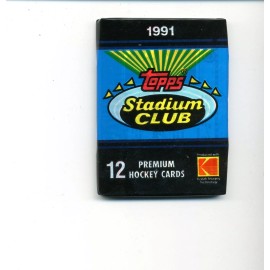 1991
Topps
Stadium
CLUB
12 PREMIUM
HOCKEY CARDS